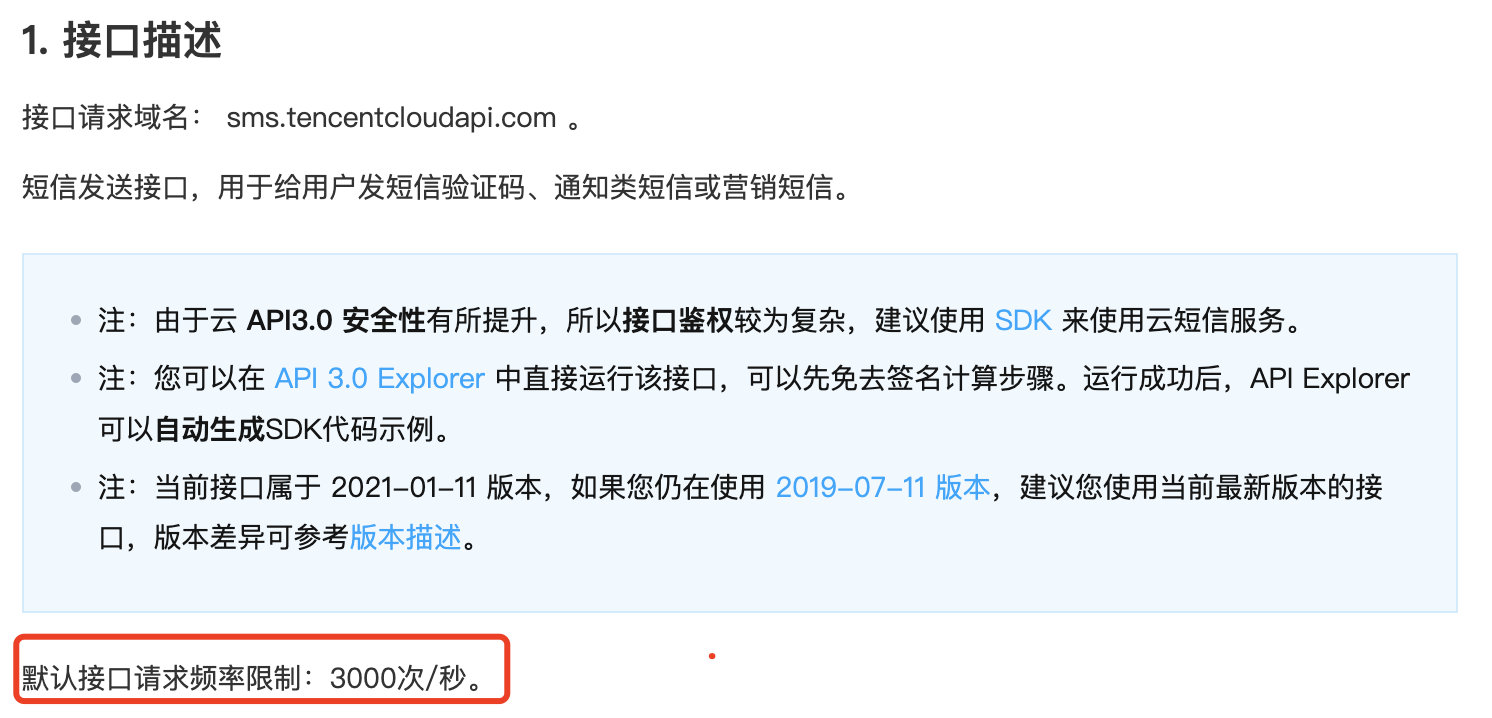 1. 接口描述
接口请求域名： sms.tencentcloudapi.com 。
短信发送接口，用于给用户发短信验证码、通知类短信或营销短信。
注：由于云 API3.0 安全性有所提升，所以接口鉴权较为复杂，建议使用 SDK 来使用云短信服务。
注：您可以在 API 3.0 Explorer 中直接运行该接口，可以先免去签名计算步骤。运行成功后，API Explorer
可以自动生成SDK代码示例。
注：当前接口属于 2021-01-11 版本，如果您仍在使用 2019-07-11 版本，建议您使用当前最新版本的接
口，版本差异可参考版本描述。
默认接口请求频率限制：3000次/秒。